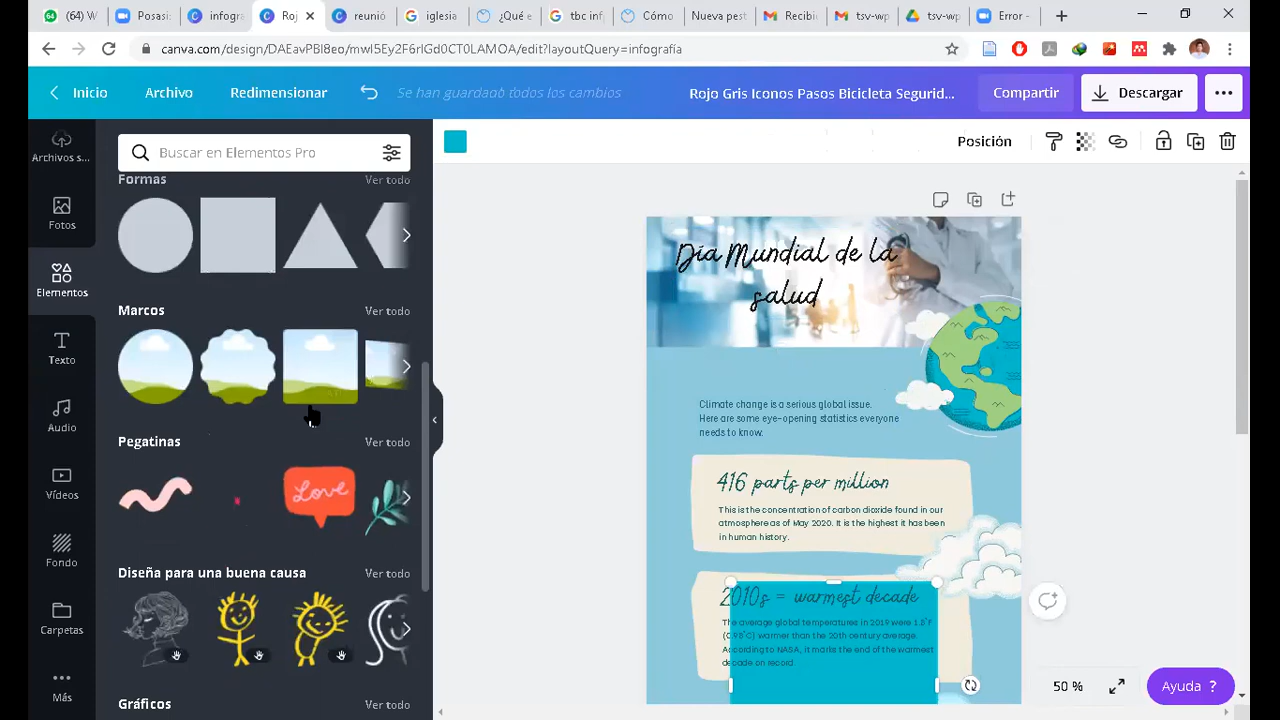 Posasi
infogra
Roj
reunió
iglesia
¿Qué e
tbc inf
Cómo
Nueva pest
Recib
tsv-wp
tsv-wp
Error -
canva.com/design/DAEavPBl8eo/mwI5Ey2F6rIGd0CT0LAMOA/edit?layoutQuery=infografía
Inicio
Archivo
Redimensionar
Se han guardado todos los cambios
Rojo Gris Iconos Pasos Bicicleta Segurid...
Compartir
Descargar
Archivos s...
Buscar en Elementos Pro
Posición
Fotos
Elementos
Texto
Audio
Vídeos
Fondo
Carpetas
Más
Formas
Ver todo
Marcos
Ver todo
Pegatinas
Ver todo
Love
Diseña para una buena causa
Ver todo
Gráficos
Ver todo
Día Mundial de la
salud
Climate change is a serious global issue.
Here are some eye-opening statistics everyone
needs to know.
416 parts per million
This is the concentration of carbon dioxide found in our
atmosphere as of May 2020. It is the highest it has been
in human history.
2010s = warmest decade
The average global temperatures in 2019 were 1.8°F
(0.98°C) warmer than the 20th century average.
According to NASA, it marks the end of the warmest
decade on record
50 %
Ayuda ?